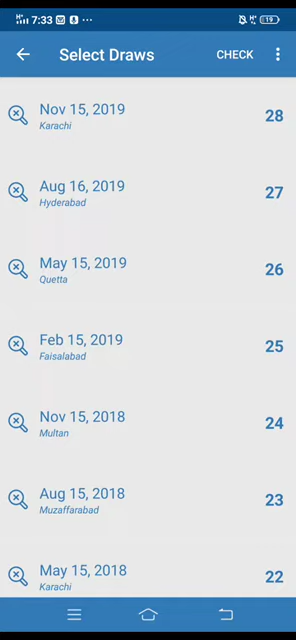 7:33
19
Select Draws
CHECK
Nov 15, 2019
Karachi
28
Aug 16, 2019
Hyderabad
27
May 15, 2019
Quetta
26
Feb 15, 2019
Faisalabad
25
Nov 15, 2018
Multan
24
Aug 15, 2018
Muzaffarabad
23
May 15, 2018
Karachi
22